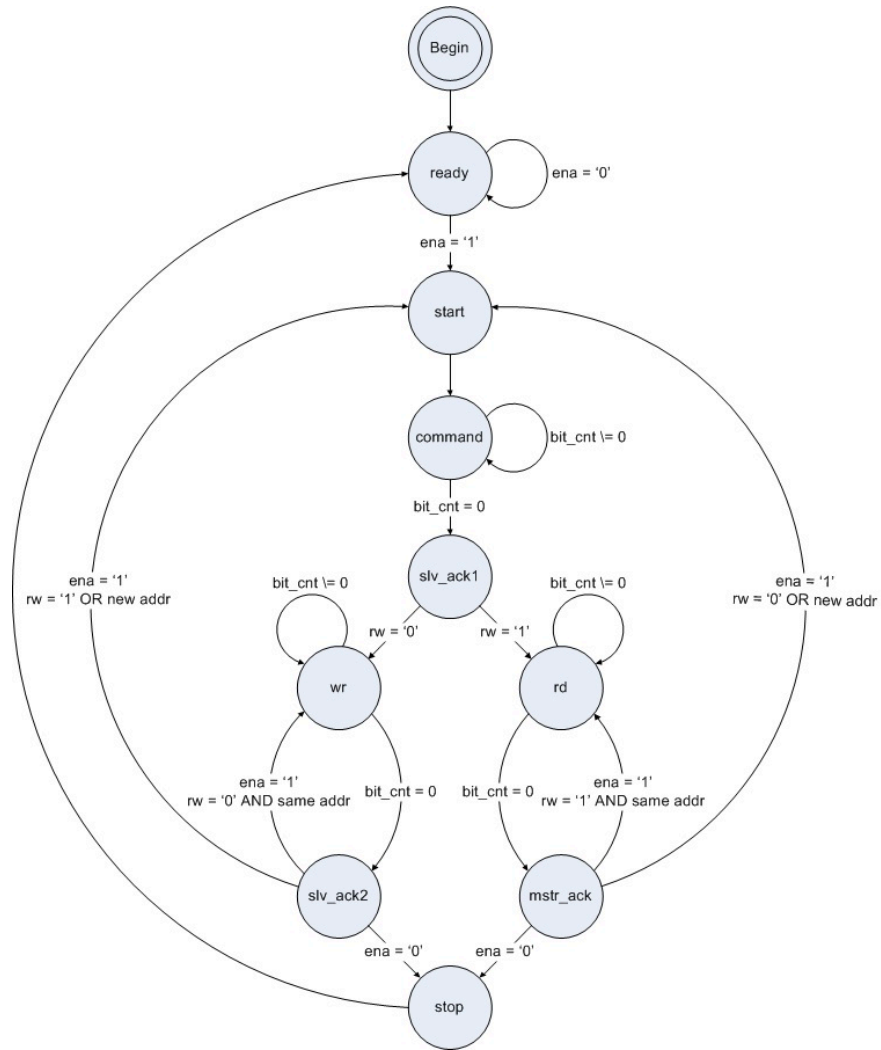 Begin
ready
ena = ‘0’
ena = ‘1’
start
command
bit_cnt \= 0
bit_cnt = 0
slv_ack1
ena = ‘1’
rw = ‘1’ OR new addr
bit_cnt \= 0
bit_cnt \= 0
ena = ‘1’
rw = ‘0’ OR new addr
rw = ‘0’
rw = ‘1’
wr
rd
ena = ‘1’
rw = ‘0’ AND same addr
bit_cnt = 0
bit_cnt = 0
ena = ‘1’
rw = ‘1’ AND same addr
slv_ack2
mstr_ack
ena = ‘0’
ena = ‘0’
stop